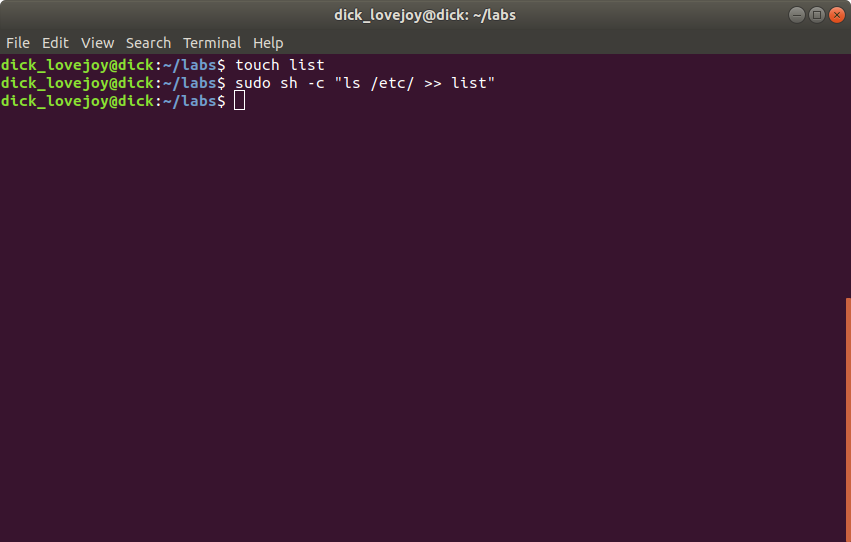 dick_lovejoy@dick: ~/labs
File Edit View Search Terminal Help
dick_lovejoy@dick:~/labs$ touch list
dick_lovejoy@dick:~/labs$ sudo sh -c "ls /etc/ >> list"
dick_lovejoy@dick:~/labs$